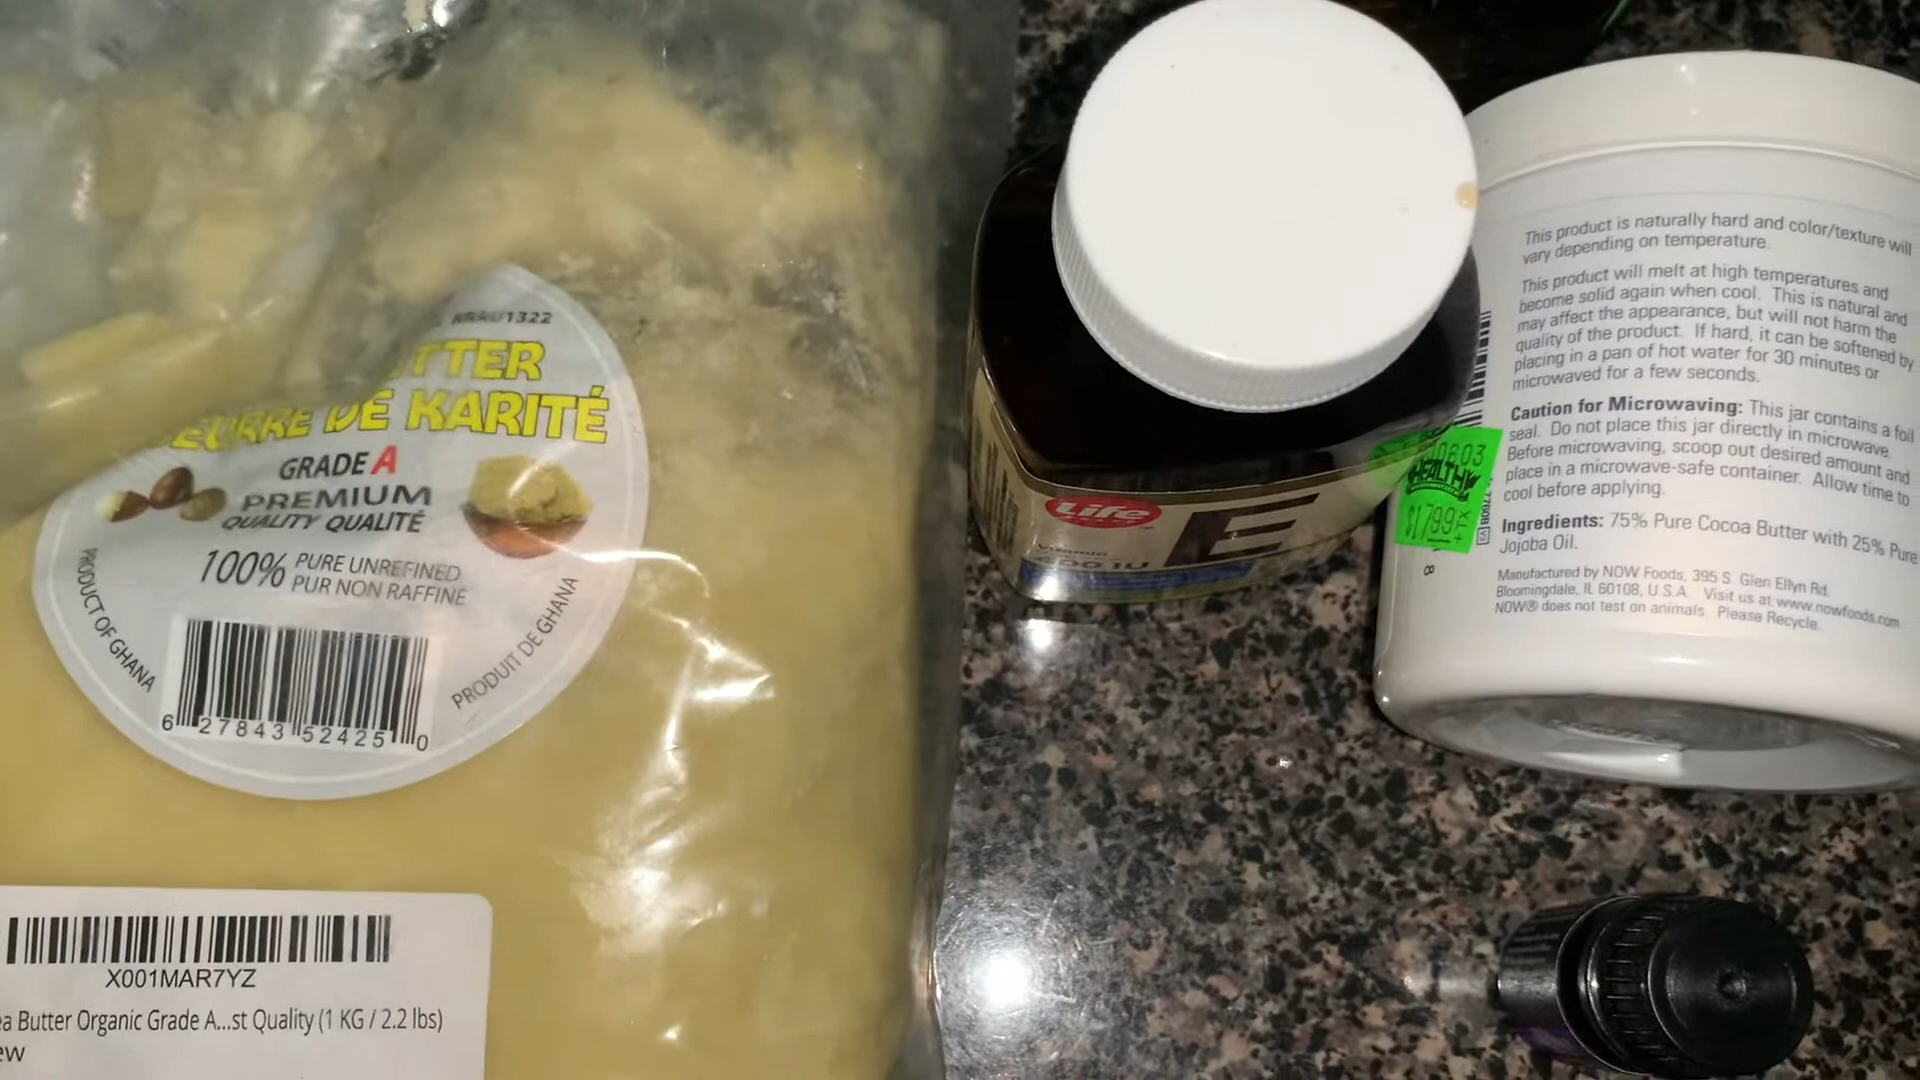 TTER
BEURRE DE KARITÉ
GRADE A
PREMIUM
QUALITY QUALITÉ
100% PURE UNREFINED
PUR NON RAFFINÉ
PRODUCT OF GHANA
PRODUIT DE GHANA
6 27843 52425 0
X001MAR7YZ
ea Butter Organic Grade A...st Quality (1 KG / 2.2 lbs)
ew
Life
E
Vitamin
400 IU
0603
HEALTHY
$17.99 +TX
This product is naturally hard and color/texture will
vary depending on temperature.
This product will melt at high temperatures and
become solid again when cool. This is natural and
may affect the appearance, but will not harm the
quality of the product. If hard, it can be softened by
placing in a pan of hot water for 30 minutes or
microwaved for a few seconds.
Caution for Microwaving: This jar contains a foil
seal. Do not place this jar directly in microwave.
Before microwaving, scoop out desired amount and
place in a microwave-safe container. Allow time to
cool before applying.
Ingredients: 75% Pure Cocoa Butter with 25% Pure
Jojoba Oil.
Manufactured by NOW Foods, 395 S. Glen Ellyn Rd.
Bloomingdale, IL 60108, U.S.A. Visit us at www.nowfoods.com
NOW® does not test on animals. Please Recycle.
8